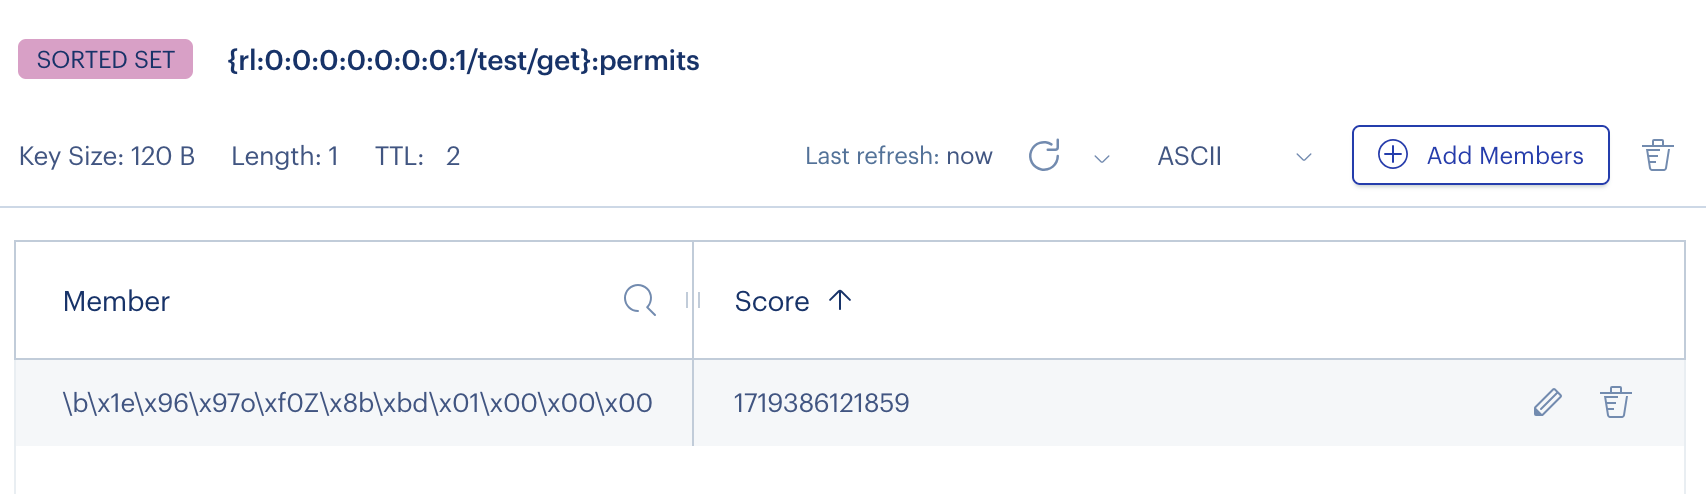 SORTED SET {rl:0:0:0:0:0:0:0:1/test/get}:permits
Key Size: 120 B Length: 1 TTL: 2 Last refresh: now ASCII Add Members
Member Score
\b\x1e\x96\x97o\xf0Z\x8b\xbd\x01\x00\x00\x00 1719386121859